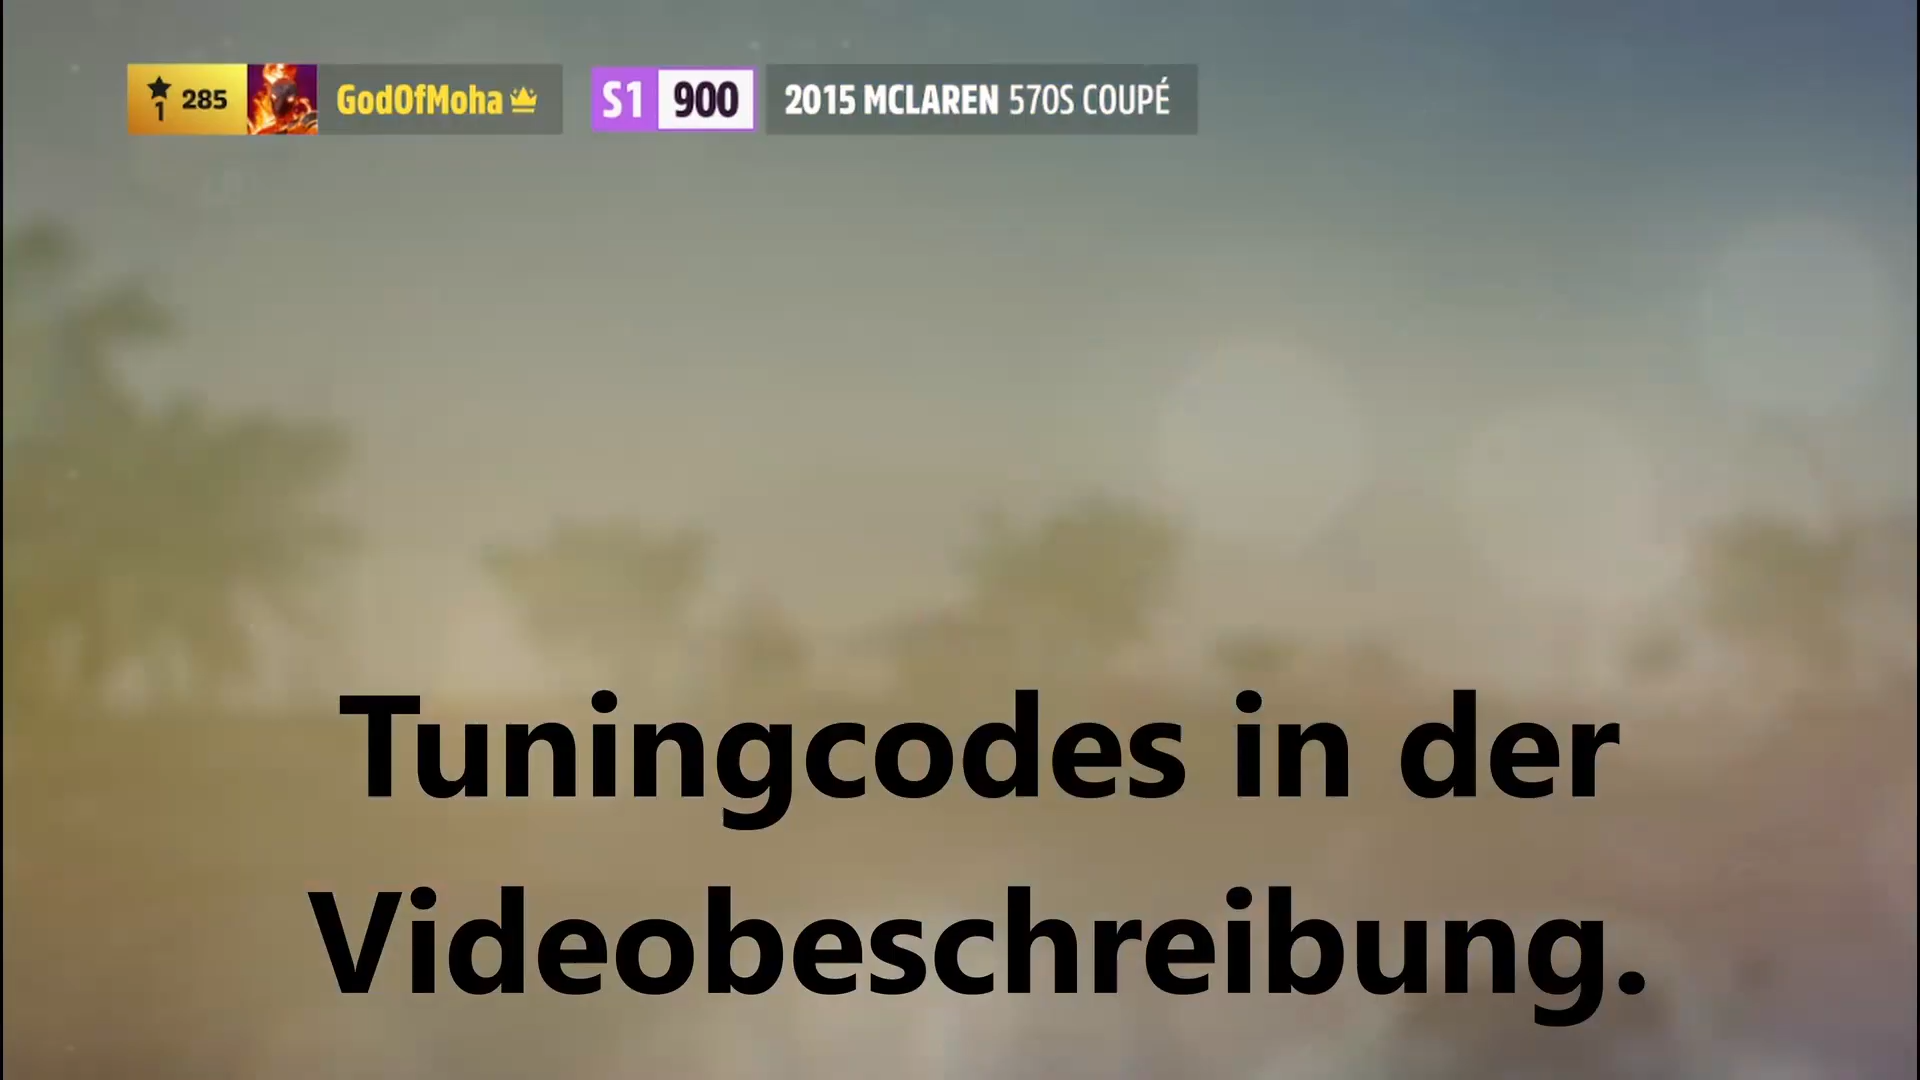 1 285 GodOfMoha S1 900 2015 MCLAREN 570S COUPÉ
Tuningcodes in der
Videobeschreibung.